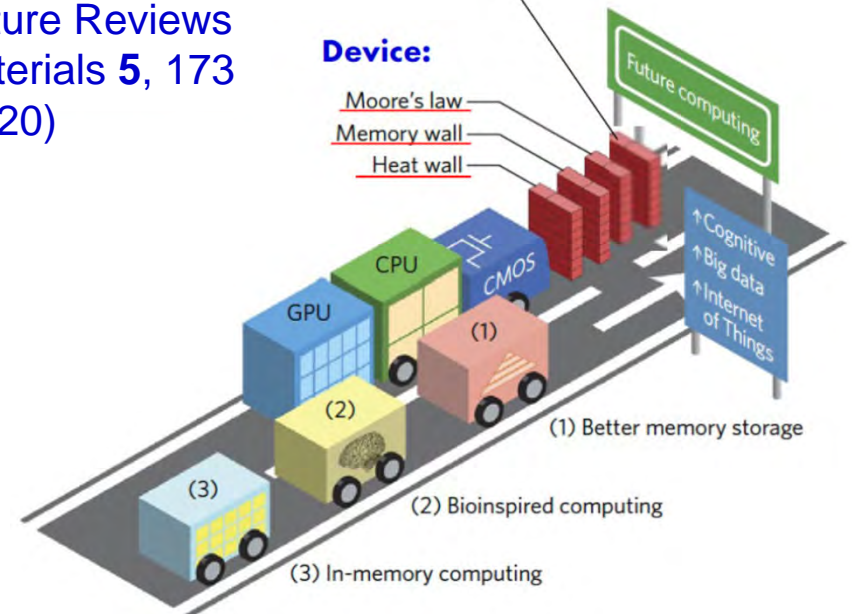 ture Reviews
terials 5, 173
20)
Device:
Moore's law
Memory wall
Heat wall
Future computing
↑Cognitive
↑Big data
↑Internet
of Things
CMOS
CPU
GPU
(1)
(2)
(3)
(1) Better memory storage
(2) Bioinspired computing
(3) In-memory computing